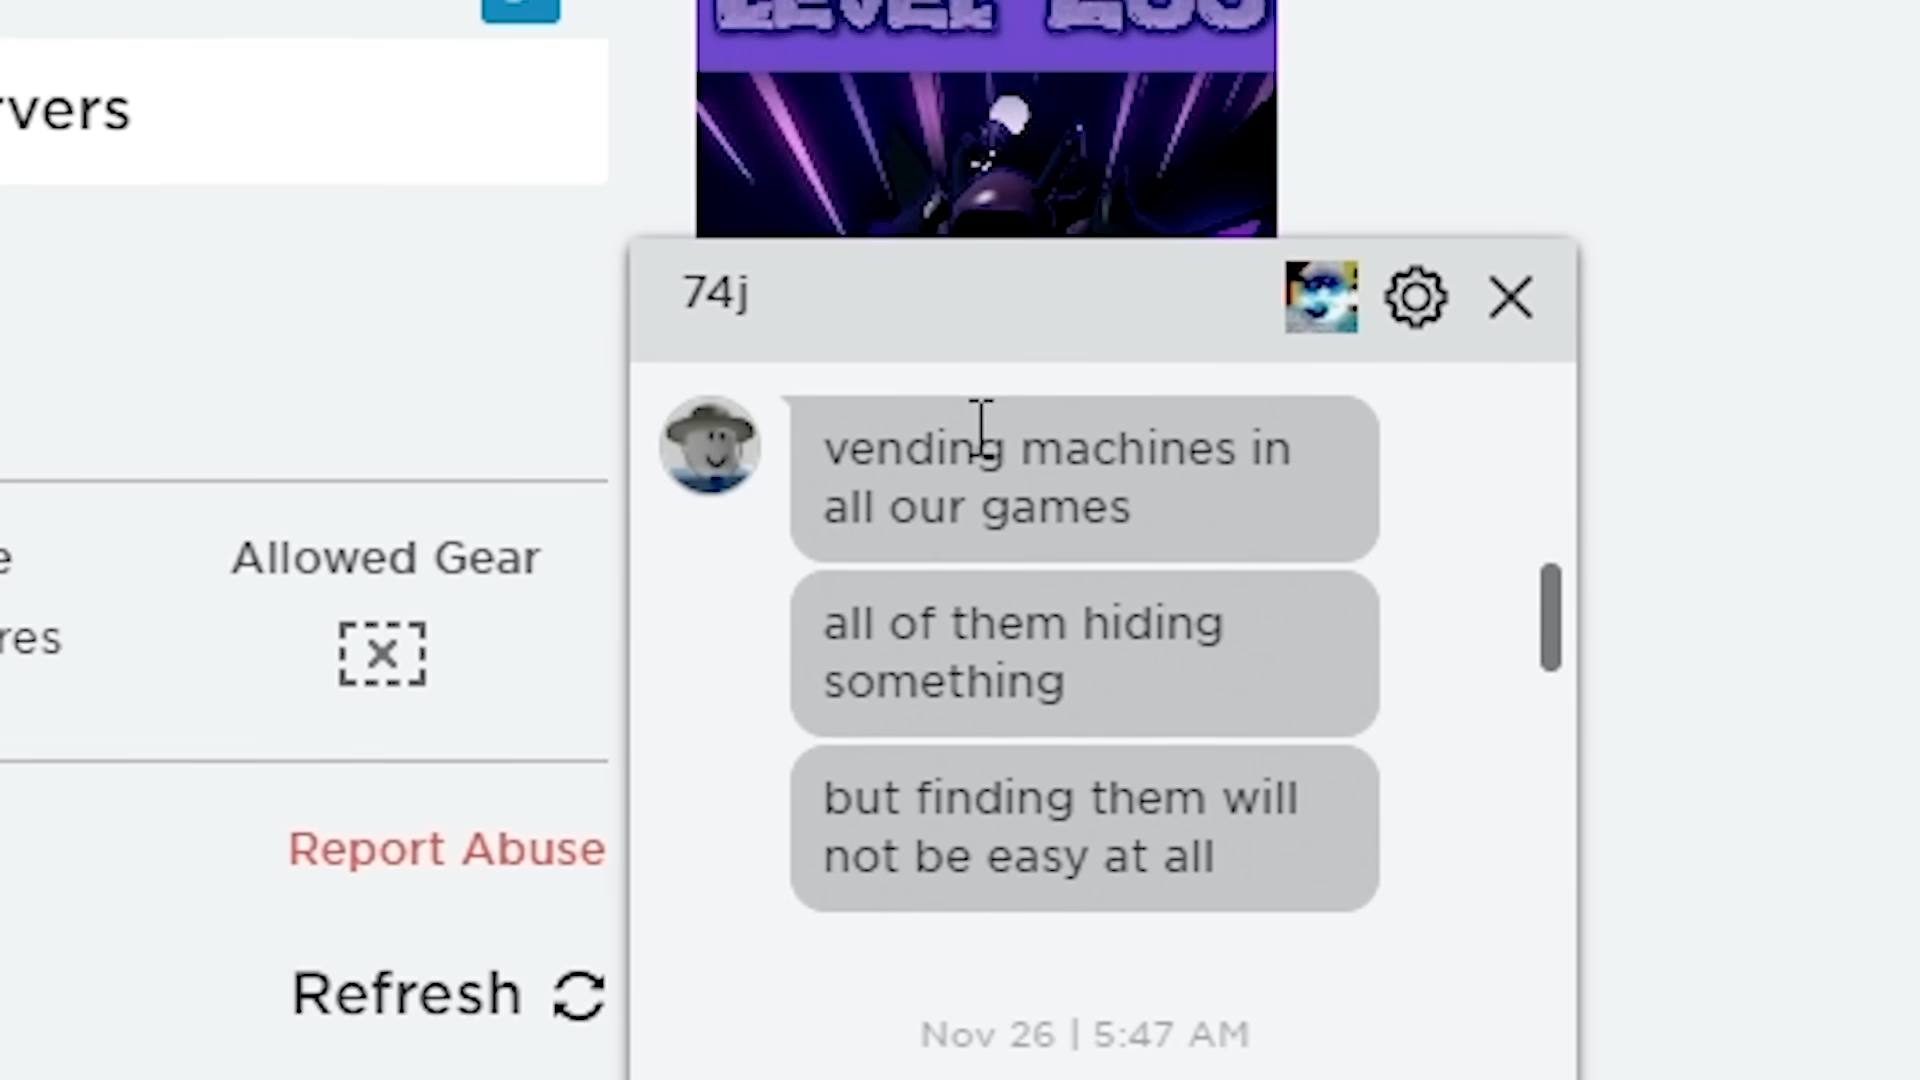 LEVEL
rvers
74j
vending machines in
all our games
all of them hiding
something
but finding them will
not be easy at all
Nov 26 | 5:47 AM
e
Allowed Gear
res
Report Abuse
Refresh